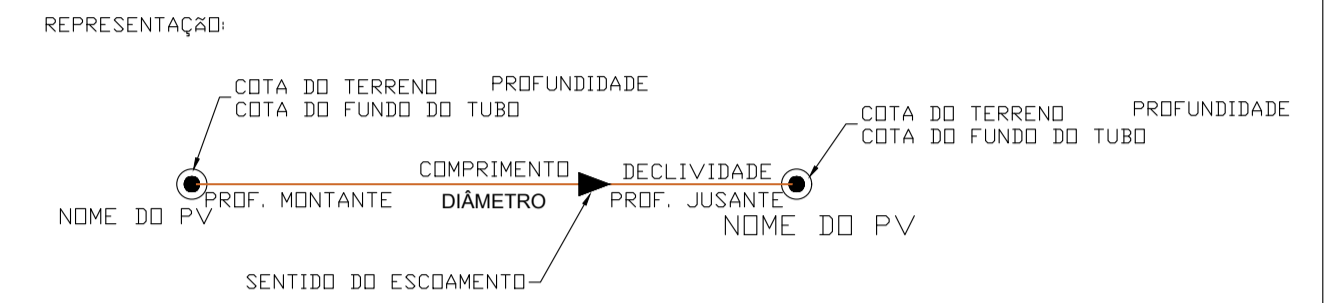 REPRESENTAÇÃO:
COTA DO TERRENO PROFUNDIDADE
COTA DO FUNDO DO TUBO
COTA DO TERRENO PROFUNDIDADE
COTA DO FUNDO DO TUBO
COMPRIMENTO DECLIVIDADE
PROF. MONTANTE DIÂMETRO PROF. JUSANTE
NOME DO PV
NOME DO PV
SENTIDO DO ESCOAMENTO